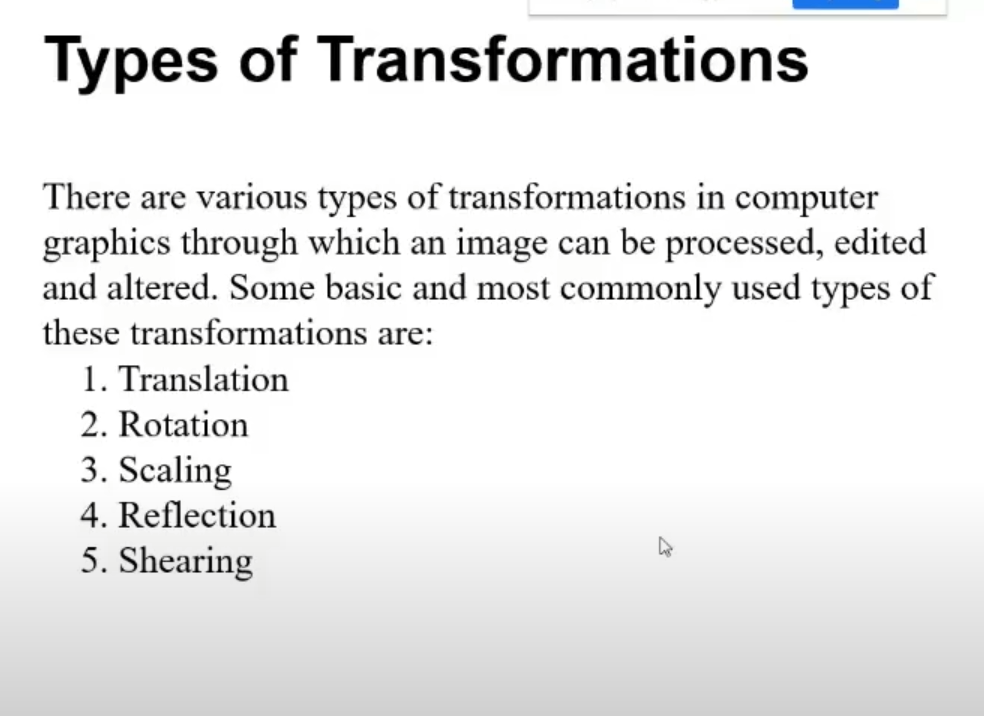 Types of Transformations
There are various types of transformations in computer
graphics through which an image can be processed, edited
and altered. Some basic and most commonly used types of
these transformations are:
1. Translation
2. Rotation
3. Scaling
4. Reflection
5. Shearing